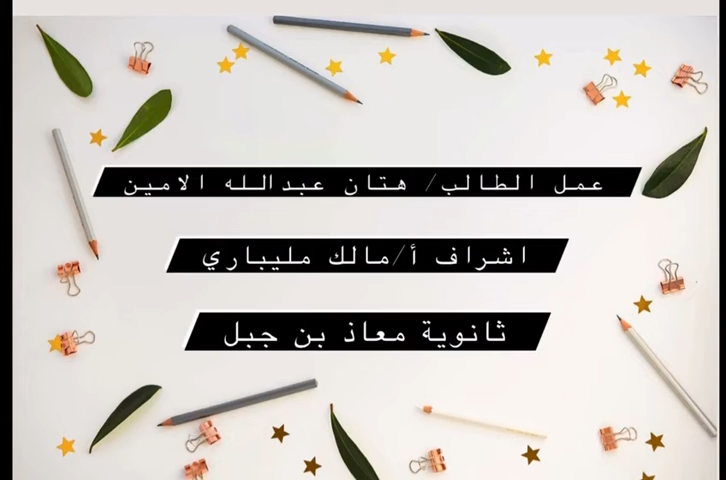 عمل الطالب/ هتان عبدالله الامين
اشراف أ/مالك مليباري
ثانوية معاذ بن جبل